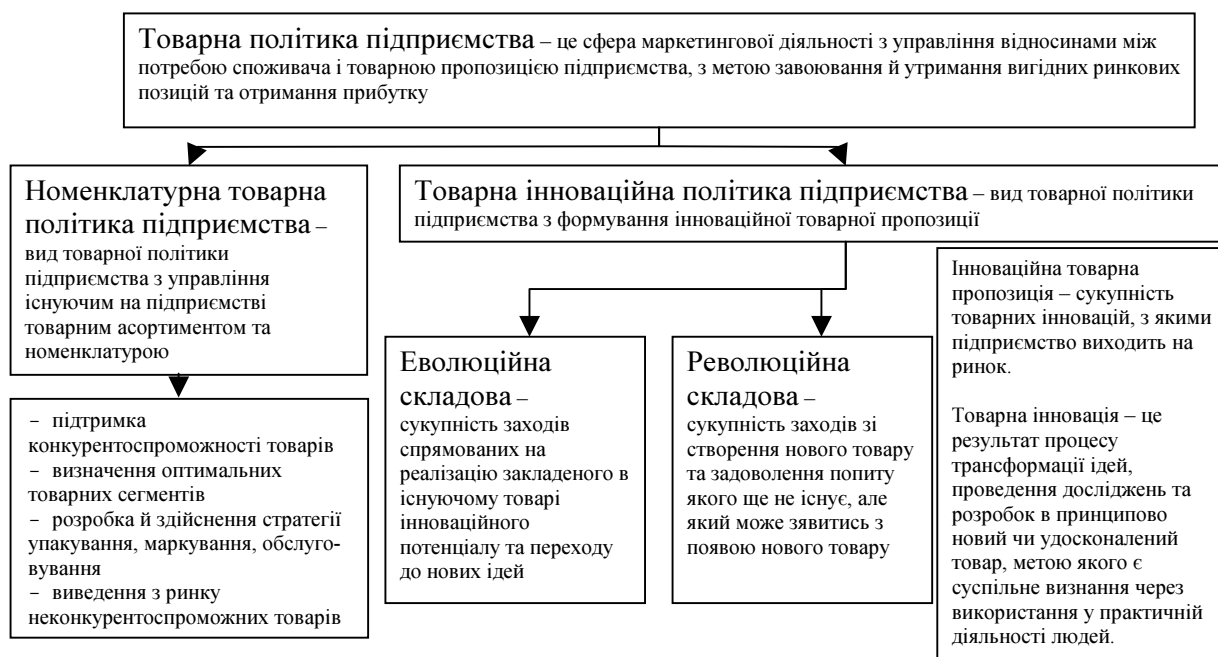 Товарна політика підприємства – це сфера маркетингової діяльності з управління відносинами між
потребою споживача і товарною пропозицією підприємства, з метою завоювання й утримання вигідних ринкових
позицій та отримання прибутку
Номенклатурна товарна
політика підприємства –
вид товарної політики
підприємства з управління
існуючим на підприємстві
товарним асортиментом та
номенклатурою
Товарна інноваційна політика підприємства – вид товарної політики
підприємства з формування інноваційної товарної пропозиції
− підтримка
конкурентоспроможності товарів
− визначення оптимальних
товарних сегментів
− розробка й здійснення стратегії
упакування, маркування, обслуго-
вування
− виведення з ринку
неконкурентоспроможних товарів
Еволюційна
складова –
сукупність заходів
спрямованих на
реалізацію закладеного в
існуючому товарі
інноваційного
потенціалу та переходу
до нових ідей
Революційна
складова –
сукупність заходів зі
створення нового товару
та задоволення попиту
якого ще не існує, але
який може зявитись з
появою нового товару
Інноваційна товарна
пропозиція – сукупність
товарних інновацій, з якими
підприємство виходить на
ринок.
Товарна інновація – це
результат процесу
трансформації ідей,
проведення досліджень та
розробок в принципово
новий чи удосконалений
товар, метою якого є
суспільне визнання через
використання у практичній
діяльності людей.